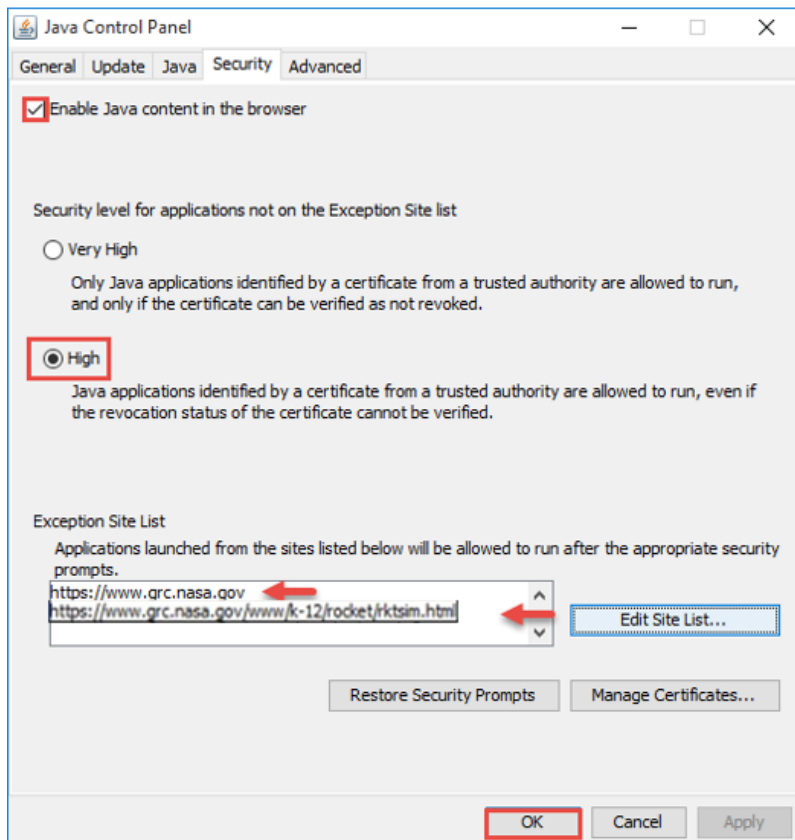 Java Control Panel
General Update Java Security Advanced
Enable Java content in the browser
Security level for applications not on the Exception Site list
Very High
Only Java applications identified by a certificate from a trusted authority are allowed to run,
and only if the certificate can be verified as not revoked.
High
Java applications identified by a certificate from a trusted authority are allowed to run, even if
the revocation status of the certificate cannot be verified.
Exception Site List
Applications launched from the sites listed below will be allowed to run after the appropriate security
prompts.
https://www.grc.nasa.gov
https://www.grc.nasa.gov/www/k-12/rocket/rktsim.html
Edit Site List...
Restore Security Prompts Manage Certificates...
OK Cancel Apply